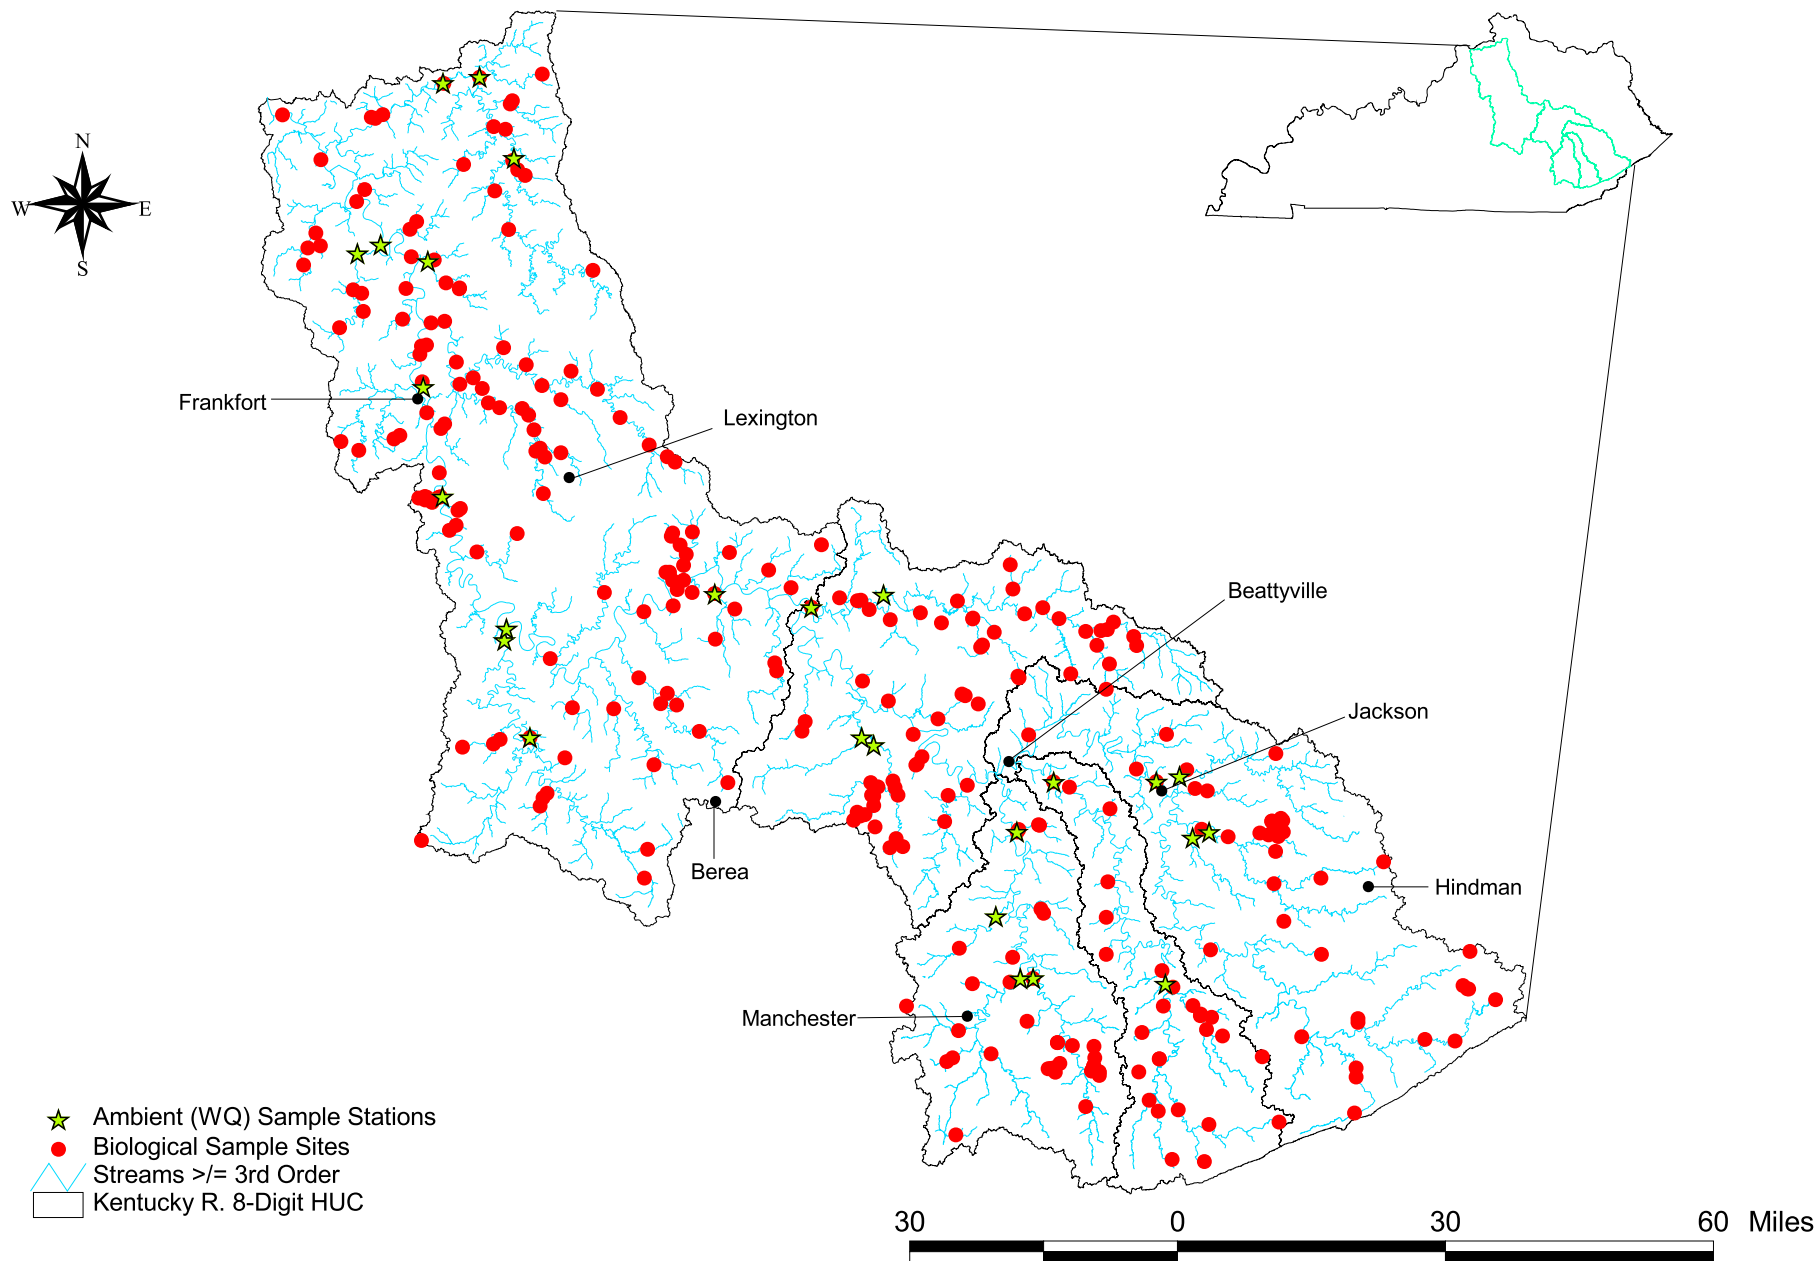 N
W
E
S
Frankfort
Lexington
Beattyville
Jackson
Berea
Hindman
Manchester
Ambient (WQ) Sample Stations
Biological Sample Sites
Streams >/= 3rd Order
Kentucky R. 8-Digit HUC
30 0 30 60 Miles